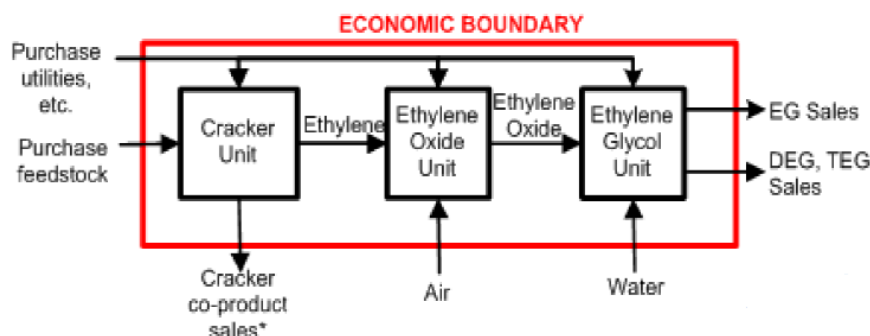 ECONOMIC BOUNDARY
Purchase
utilities,
etc.
Purchase
feedstock
Cracker
Unit
Ethylene
Ethylene
Oxide
Unit
Ethylene
Oxide
Ethylene
Glycol
Unit
EG Sales
DEG, TEG
Sales
Cracker
co-product
sales*
Air
Water